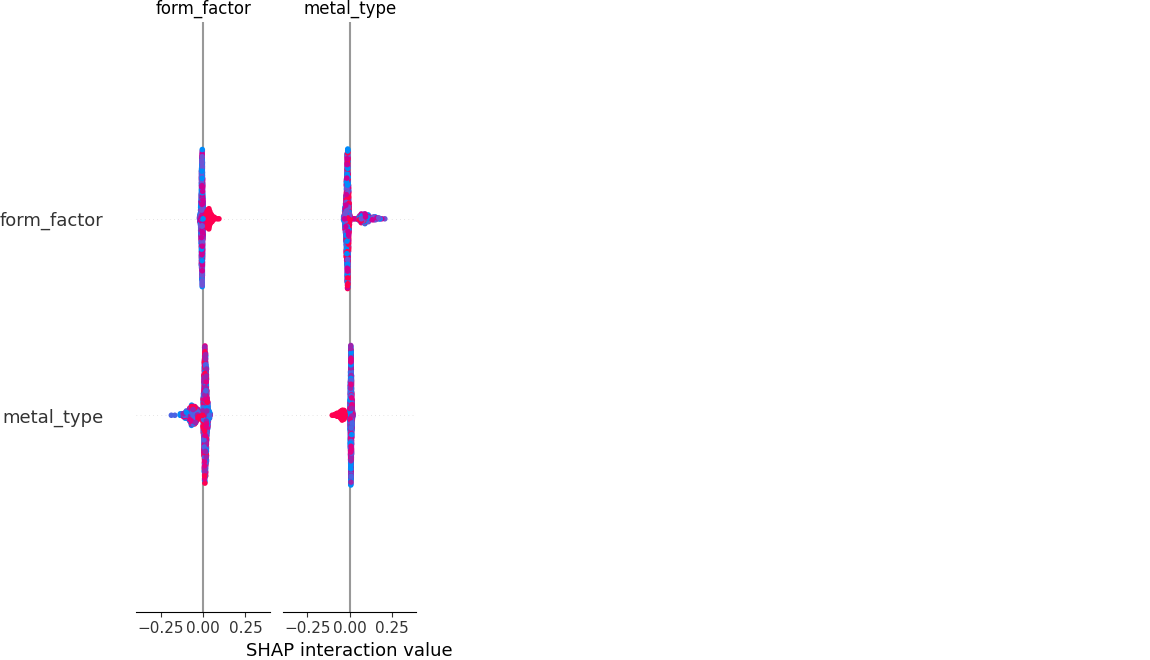 form_factor metal_type
form_factor
metal_type
−0.25 0.00 0.25 −0.25 0.00 0.25
SHAP interaction value